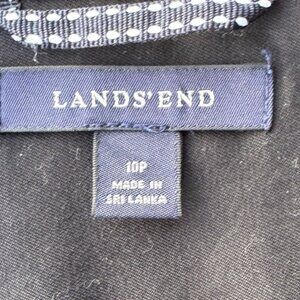 LANDS' END
10P
MADE IN
SRI LANKA